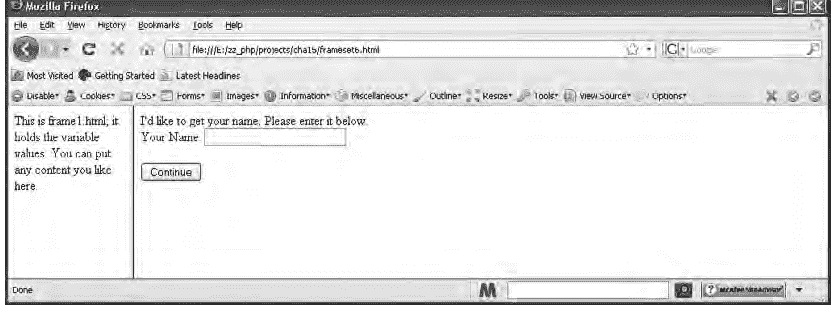 Mozilla Firefox
File Edit View History Bookmarks Tools Help
file:///E:/zz_php/projects/cha15/frameset6.html
Google
Most Visited Getting Started Latest Headlines
Disable Cookies CSS Forms Images Information Miscellaneous Outline Resize Tools View Source Options
This is frame1.html; it
holds the variable
values. You can put
any content you like
here.
I'd like to get your name. Please enter it below.
Your Name:
Continue
Done
M